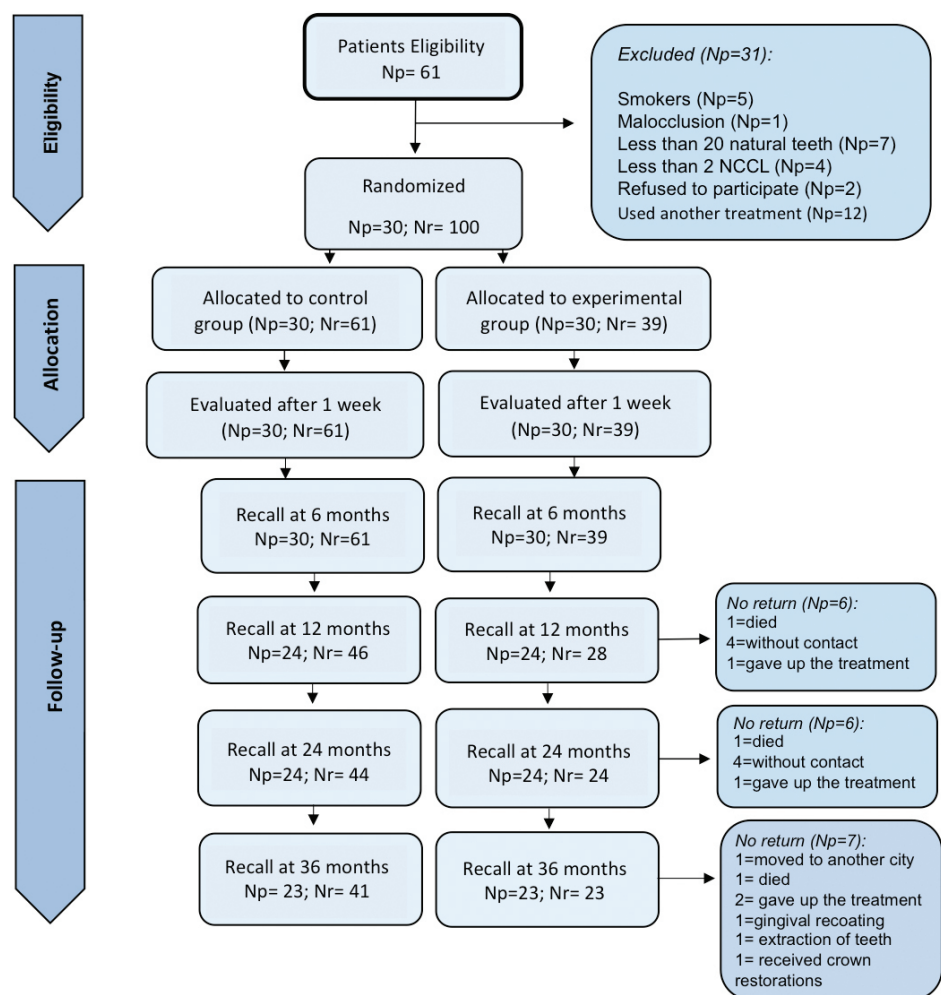 Eligibility
Patients Eligibility
Np= 61
Excluded (Np=31):
Smokers (Np=5)
Malocclusion (Np=1)
Less than 20 natural teeth (Np=7)
Less than 2 NCCL (Np=4)
Refused to participate (Np=2)
Used another treatment (Np=12)
Randomized
Np=30; Nr= 100
Allocation
Allocated to control
group (Np=30; Nr=61)
Allocated to experimental
group (Np=30; Nr= 39)
Evaluated after 1 week
(Np=30; Nr=61)
Evaluated after 1 week
(Np=30; Nr=39)
Follow-up
Recall at 6 months
Np=30; Nr=61
Recall at 6 months
Np=30; Nr=39
Recall at 12 months
Np=24; Nr= 46
Recall at 12 months
Np=24; Nr= 28
No return (Np=6):
1=died
4=without contact
1=gave up the treatment
Recall at 24 months
Np=24; Nr= 44
Recall at 24 months
Np=24; Nr= 24
No return (Np=6):
1=died
4=without contact
1=gave up the treatment
Recall at 36 months
Np= 23; Nr= 41
Recall at 36 months
Np=23; Nr= 23
No return (Np=7):
1=moved to another city
1= died
2= gave up the treatment
1=gingival recoating
1= extraction of teeth
1= received crown
restorations